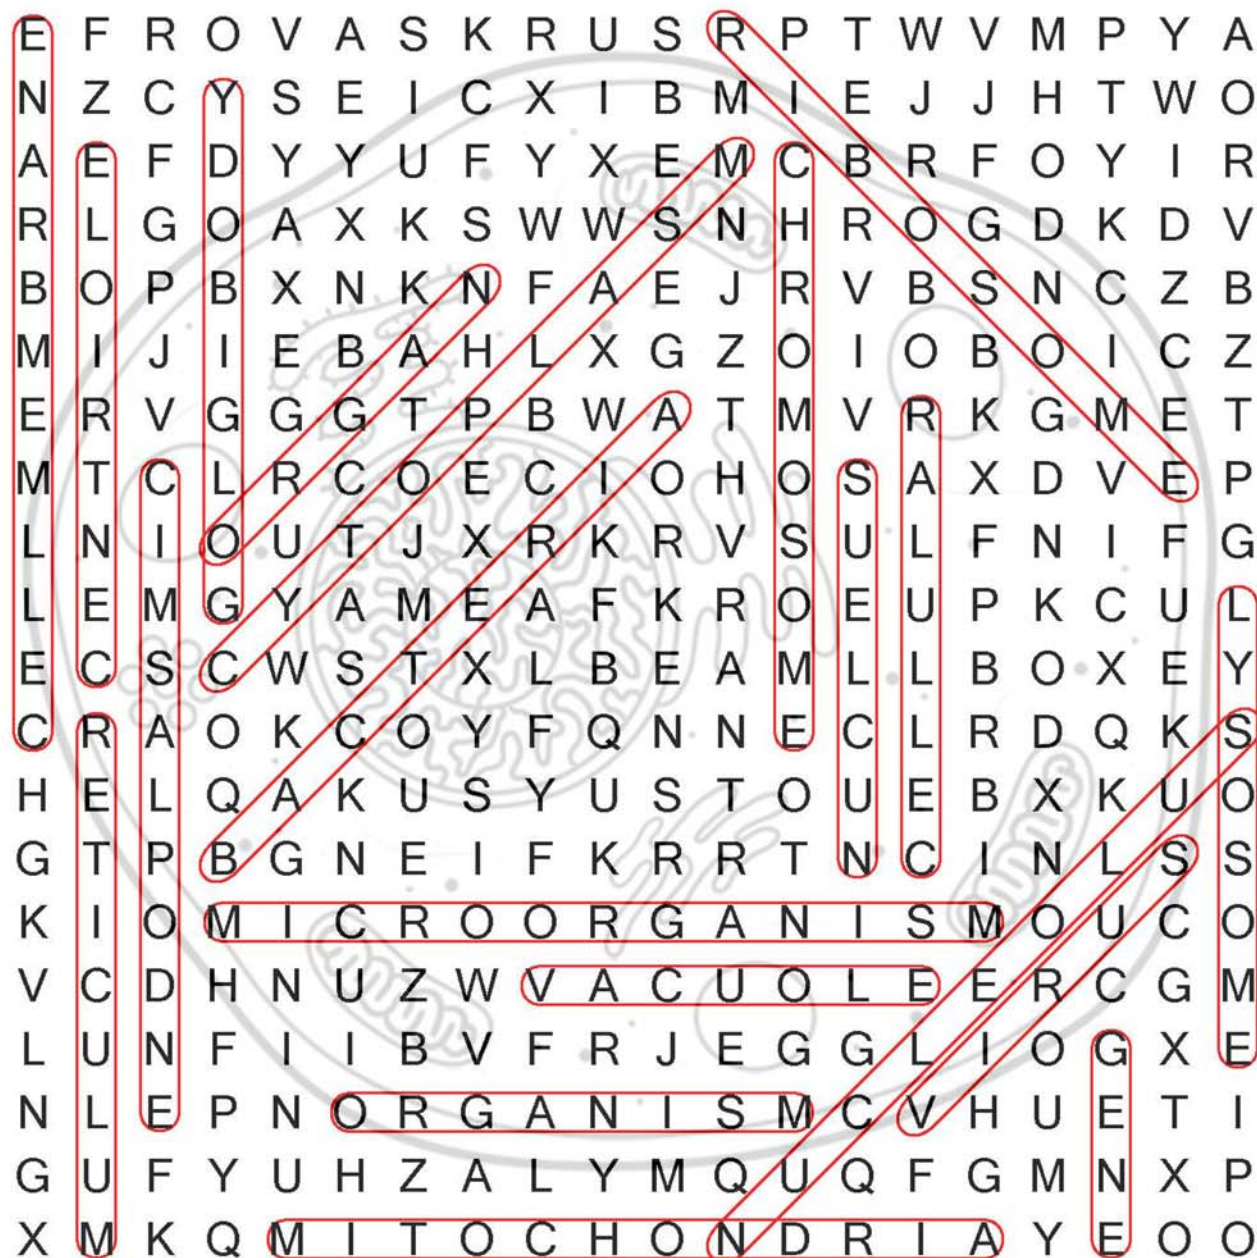 E F R O V A S K R U S R P T W V M P Y A
N Z C Y S E I C X I B M I E J J H T W O
A E F D Y Y U F Y X E M C B R F O Y I R
R L G O A X K S W W S N H R O G D K D V
B O P B X N K N F A E J R V B S N C Z B
M I J I E B A H L X G Z O I O B O I C Z
E R V G G G T P B W A T M V R K G M E T
M T C L R C O E C I O H O S A X D V E P
L N I O U T J X R K R V S U L F N I F G
L E M G Y A M E A F K R O E U P K C U L
E C S C W S T X L B E A M L L B O X E Y
C R A O K C O Y F Q N N E C L R D Q K S
H E L Q A K U S Y U S T O U E B X K U O
G T P B G N E I F K R R T N C I N L S S
K I O M I C R O O R G A N I S M O U C O
V C D H N U Z W V A C U O L E E R C G M
L U N F I I B V F R J E G G L I O G X E
N L E P N O R G A N I S M C V H U E T I
G U F Y U H Z A L Y M Q U Q F G M N X P
X M K Q M I T O C H O N D R I A Y E O O